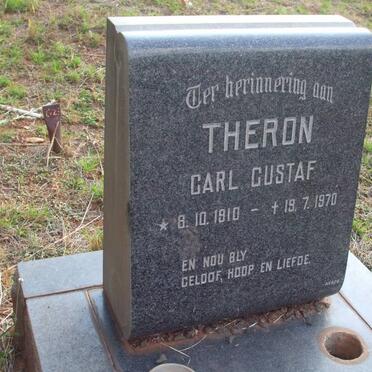 Ter herinnering aan
THERON
CARL GUSTAF
★ 8.10.1910 – ✝ 19.7.1970
EN NOU BLY
GELOOF, HOOP EN LIEFDE.